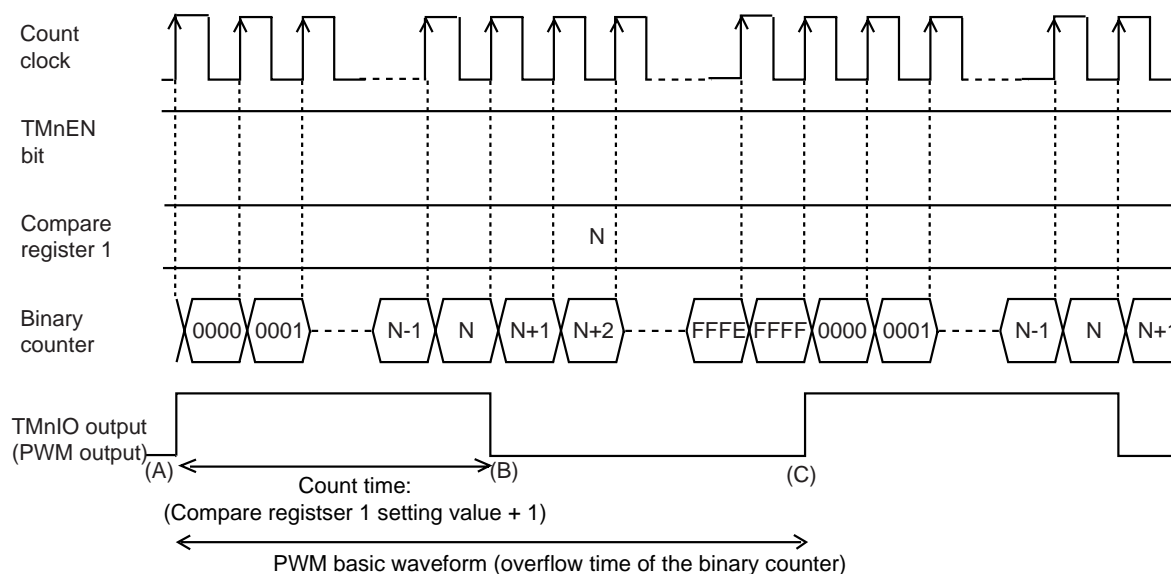 Count
clock
TMnEN
bit
Compare
register 1
N
Binary
counter
0000 0001 N-1 N N+1 N+2 FFFE FFFF 0000 0001 N-1 N N+1
TMnIO output
(PWM output)
(A) (B) (C)
Count time:
(Compare registser 1 setting value + 1)
PWM basic waveform (overflow time of the binary counter)